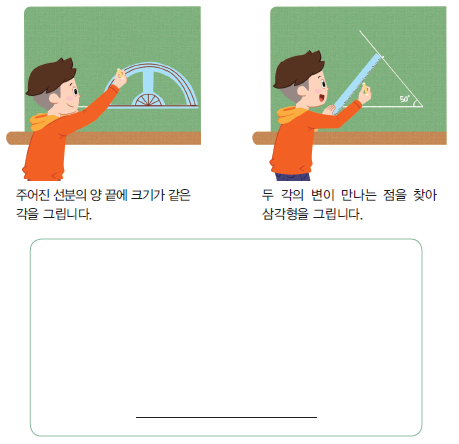 50°
주어진 선분의 양 끝에 크기가 같은
각을 그립니다.
두 각의 변이 만나는 점을 찾아
삼각형을 그립니다.